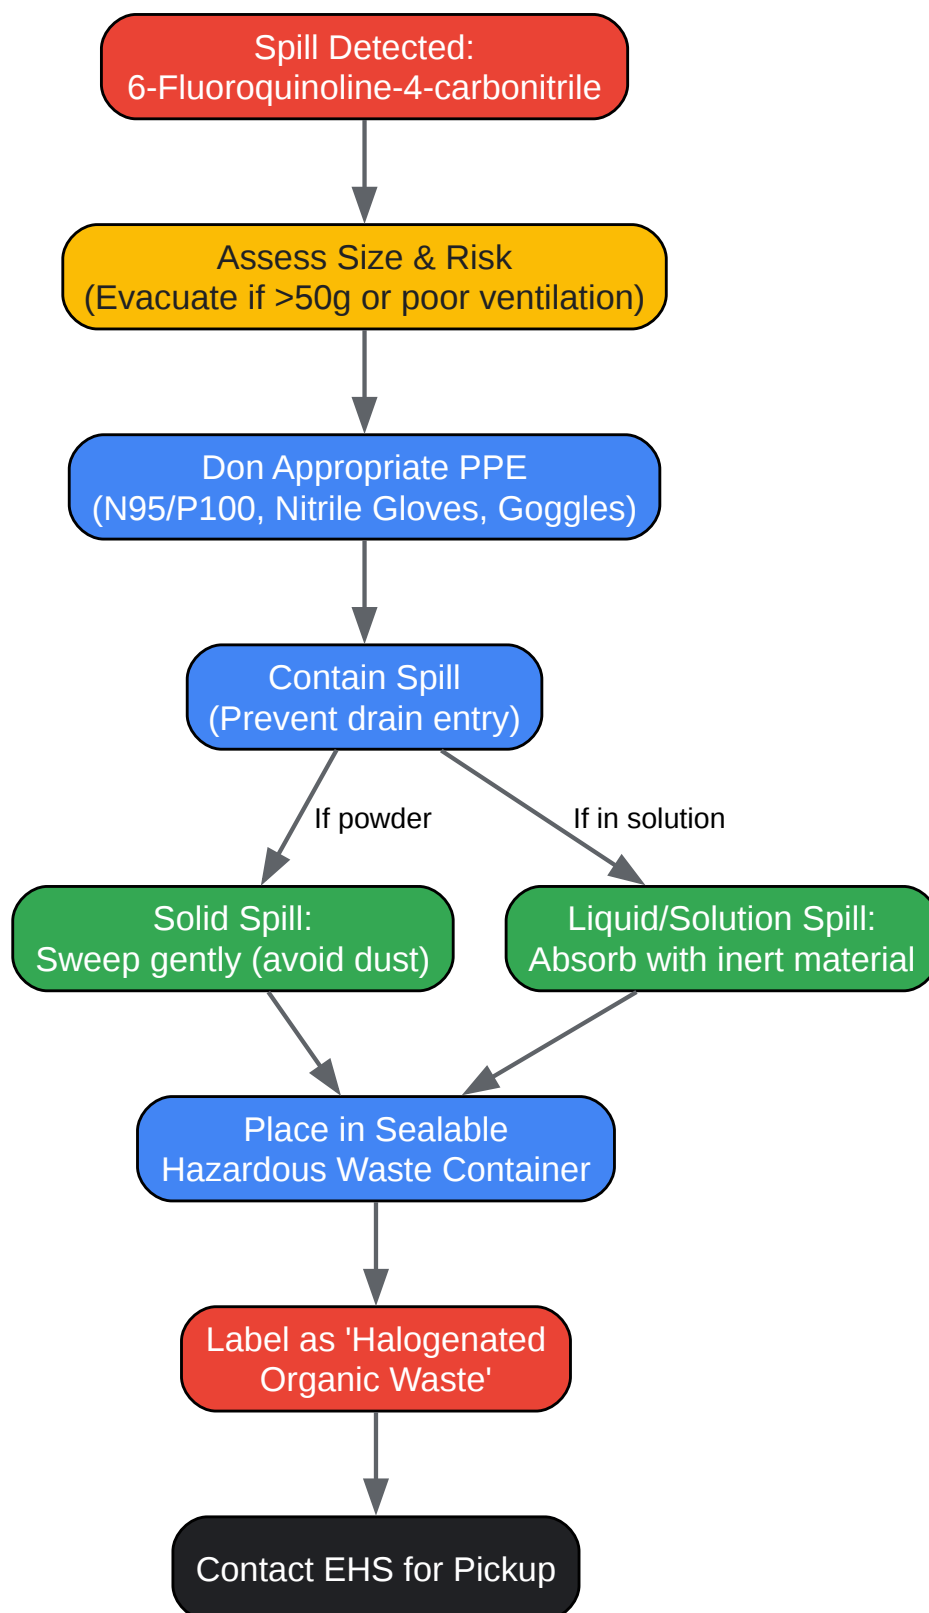 Spill Detected:
6-Fluoroquinoline-4-carbonitrile
Assess Size & Risk
(Evacuate if >50g or poor ventilation)
Don Appropriate PPE
(N95/P100, Nitrile Gloves, Goggles)
Contain Spill
(Prevent drain entry)
If powder
If in solution
Solid Spill:
Sweep gently (avoid dust)
Liquid/Solution Spill:
Absorb with inert material
Place in Sealable
Hazardous Waste Container
Label as 'Halogenated
Organic Waste'
Contact EHS for Pickup